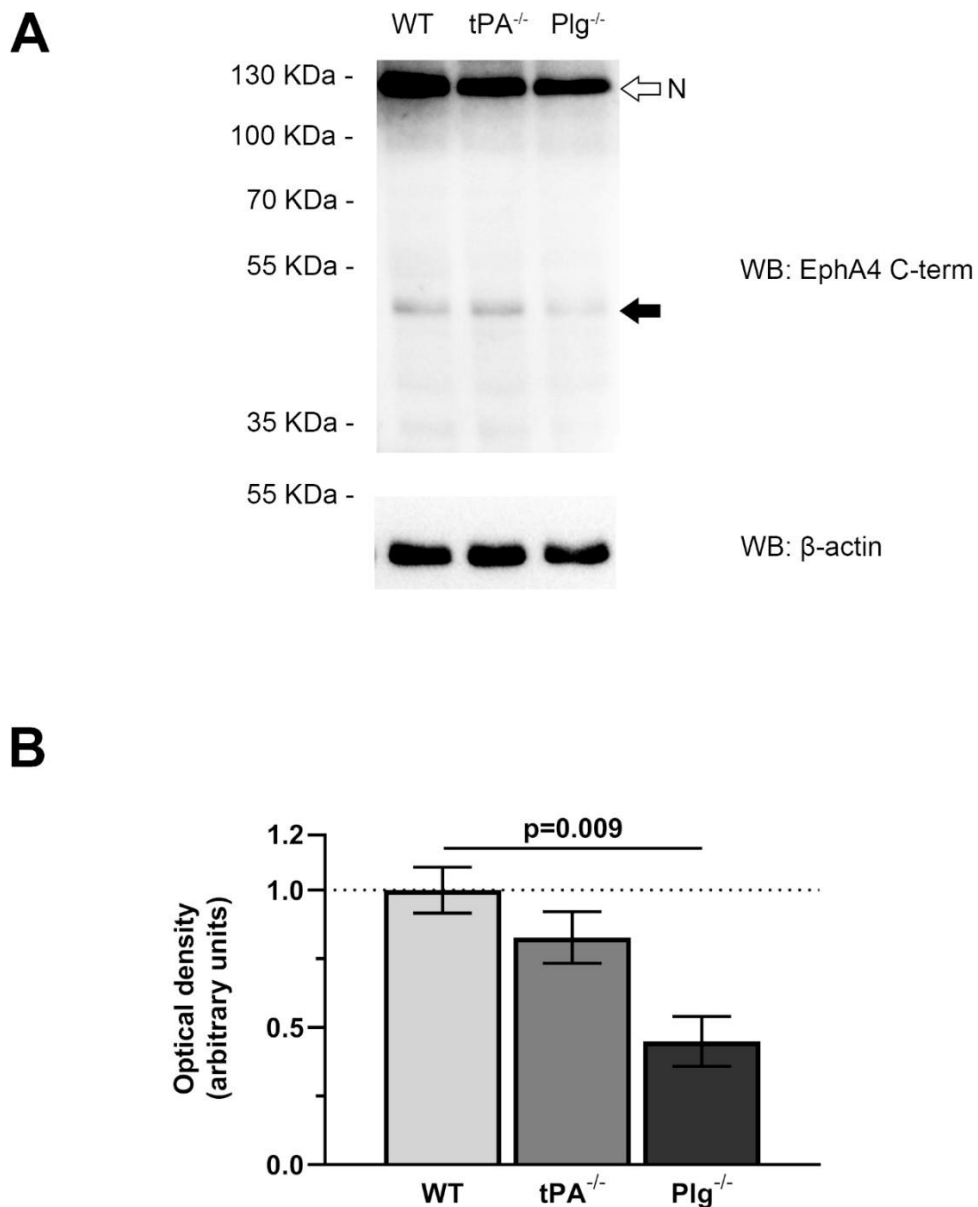 A
WT tPA-/- Plg-/-
130 KDa -
N
100 KDa -
70 KDa -
55 KDa -
WB: EphA4 C-term
35 KDa -
55 KDa -
WB: β-actin
B
p=0.009
1.2
1.0
0.5
0.0
Optical density
(arbitrary units)
WT tPA-/- Plg-/-